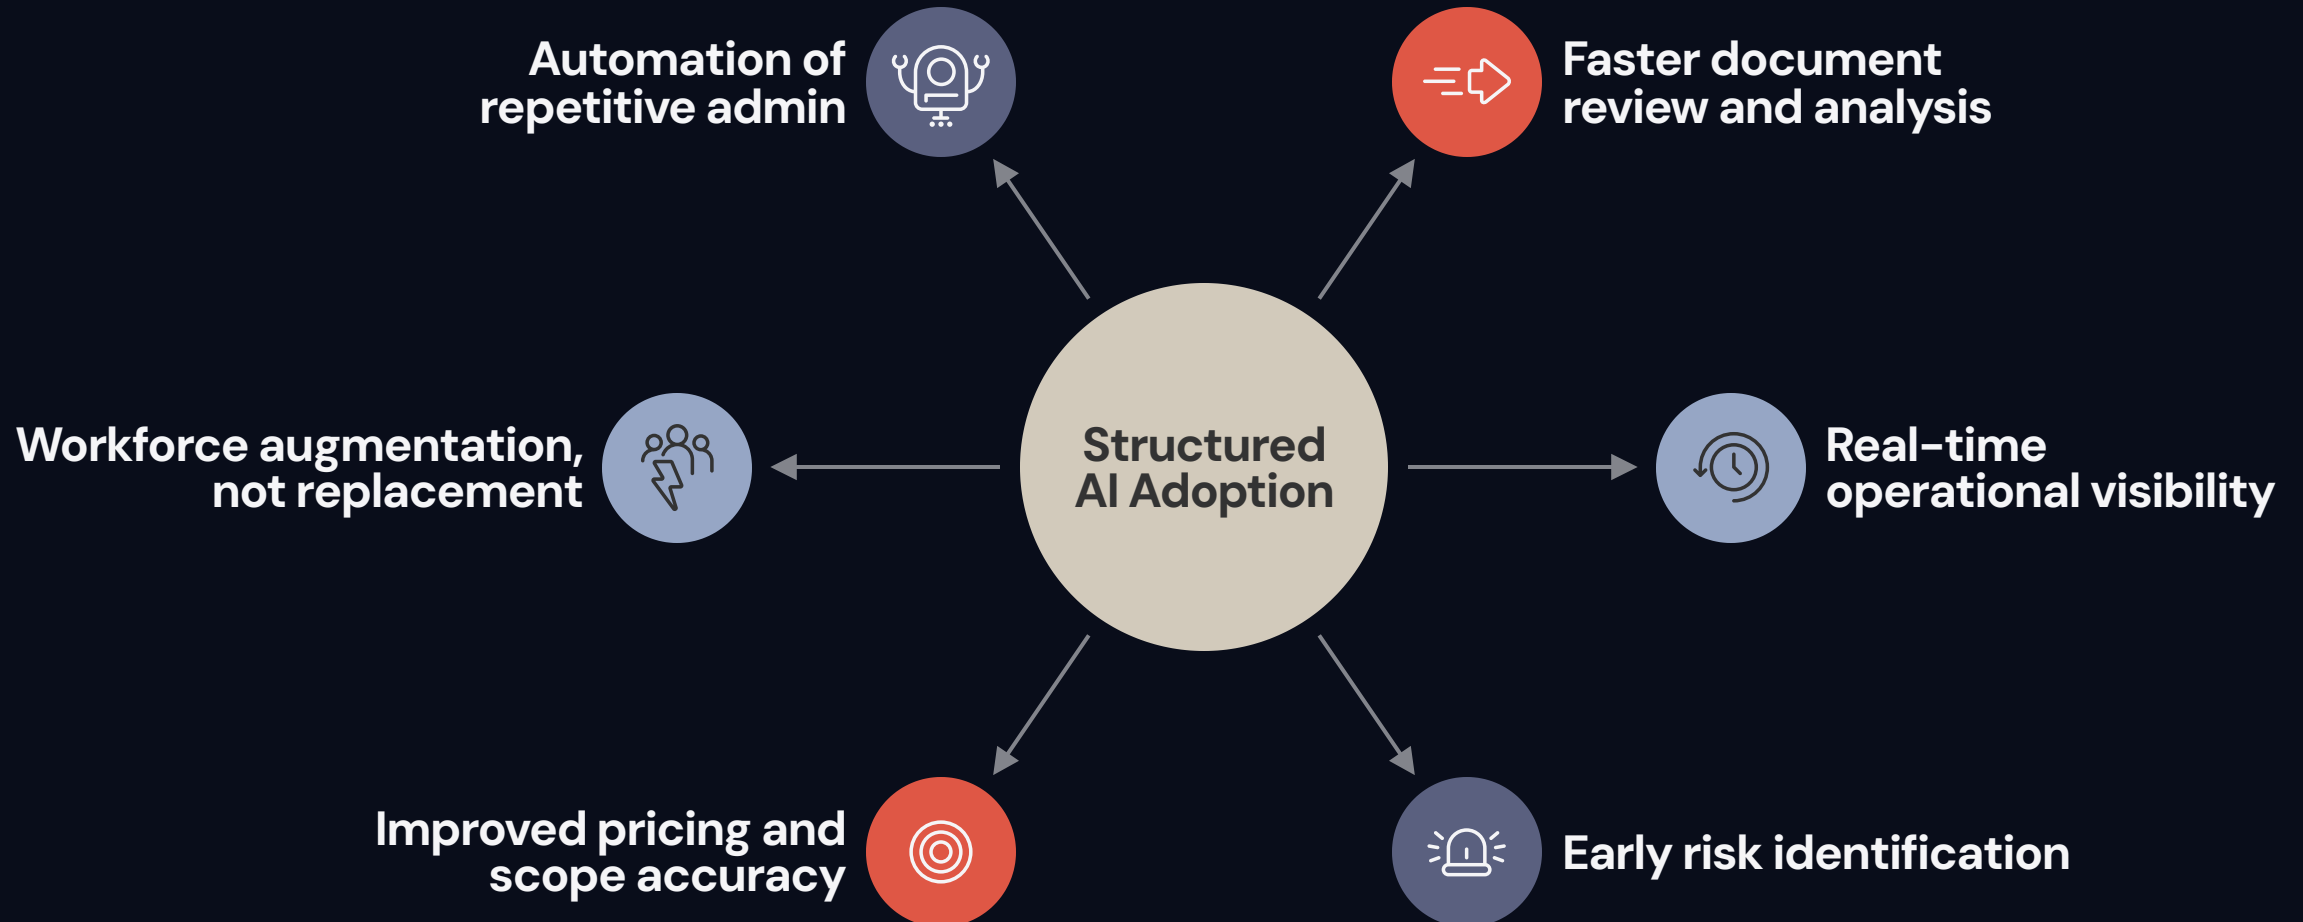 Automation of
repetitive admin
Faster document
review and analysis
Workforce augmentation,
not replacement
Structured
AI Adoption
Real-time
operational visibility
Improved pricing and
scope accuracy
Early risk identification